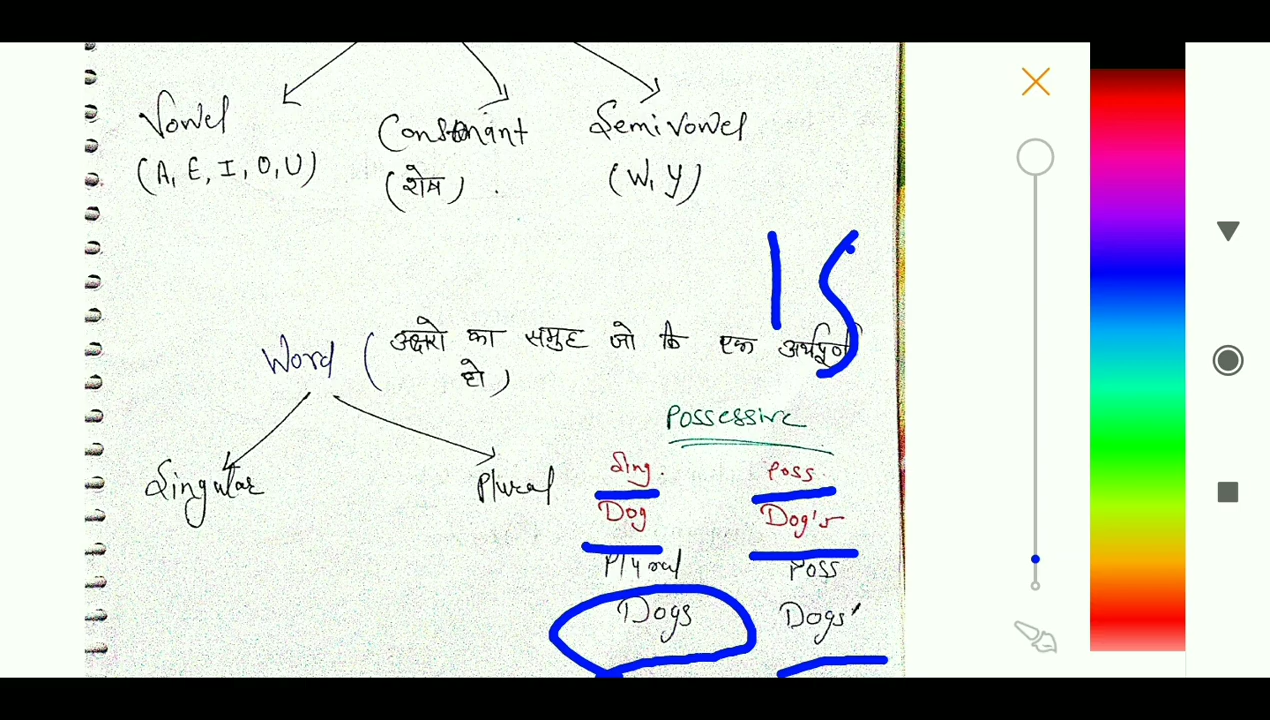 Vowel Consonant Semivowel
(A, E, I, O, U) (शेष) (W, Y)
IS
Word (अक्षरो का समुह जो कि एक अर्थपूर्ण
हो)
Possessive
Singular Plural Sing. Poss
Dog Dog's
Plural Poss
Dogs Dogs'